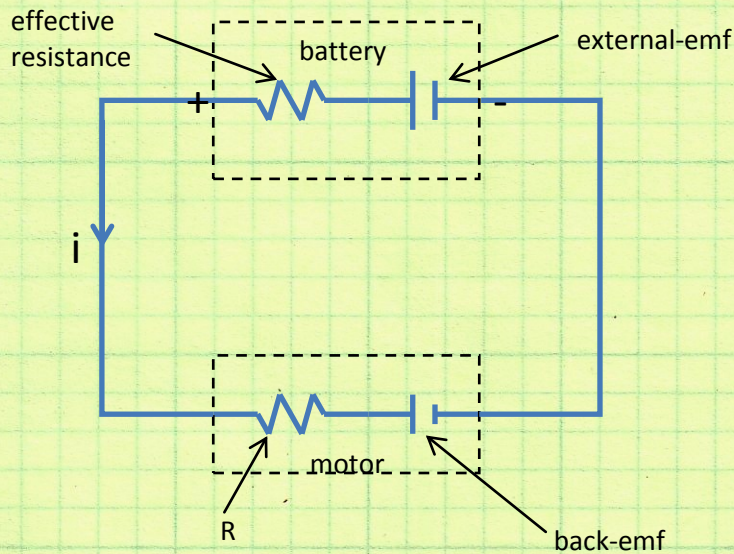 effective
resistance
battery
external-emf
+
-
i
motor
R
back-emf